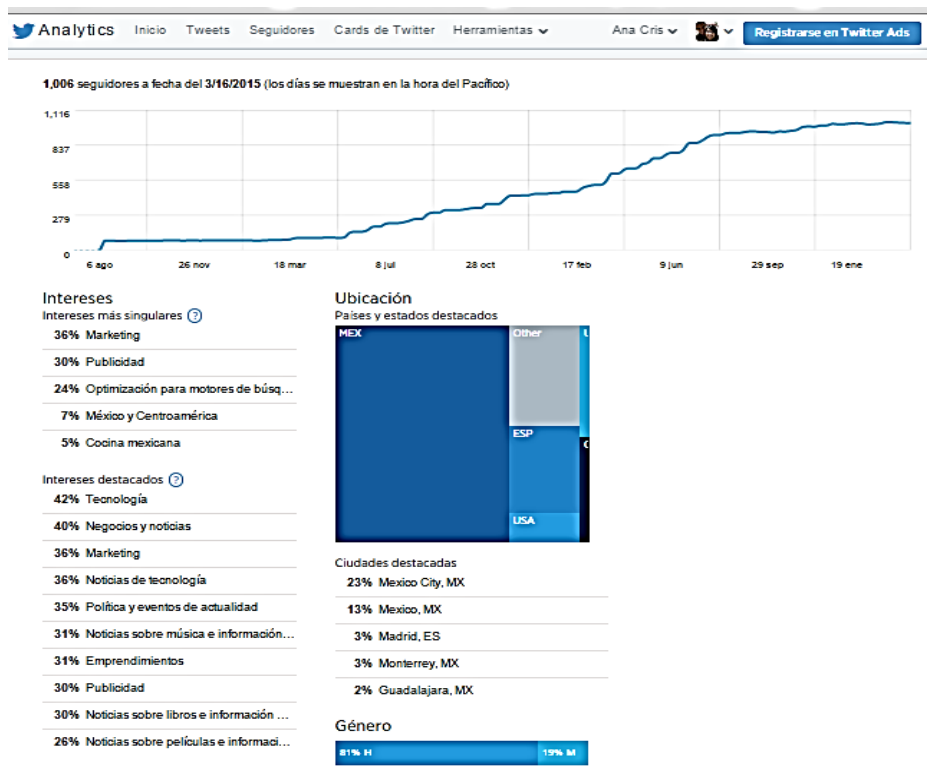 Analytics Inicio Tweets Seguidores Cards de Twitter Herramientas Ana Cris Registrarse en Twitter Ads
1,006 seguidores a fecha del 3/16/2015 (los días se muestran en la hora del Pacífico)
1,116
837
558
279
0
6 ago 26 nov 18 mar 8 jul 28 oct 17 feb 9 jun 29 sep 19 ene
Intereses
Intereses más singulares ?
36% Marketing
30% Publicidad
24% Optimización para motores de búsq...
7% México y Centroamérica
5% Cocina mexicana
Intereses destacados ?
42% Tecnología
40% Negocios y noticias
36% Marketing
36% Noticias de tecnología
35% Política y eventos de actualidad
31% Noticias sobre música e información...
31% Emprendimientos
30% Publicidad
30% Noticias sobre libros e información ...
26% Noticias sobre películas e informaci...
Ubicación
Países y estados destacados
MEX
Other
ESP
USA
Ciudades destacadas
23% Mexico City, MX
13% Mexico, MX
3% Madrid, ES
3% Monterrey, MX
2% Guadalajara, MX
Género
81% H 19% M